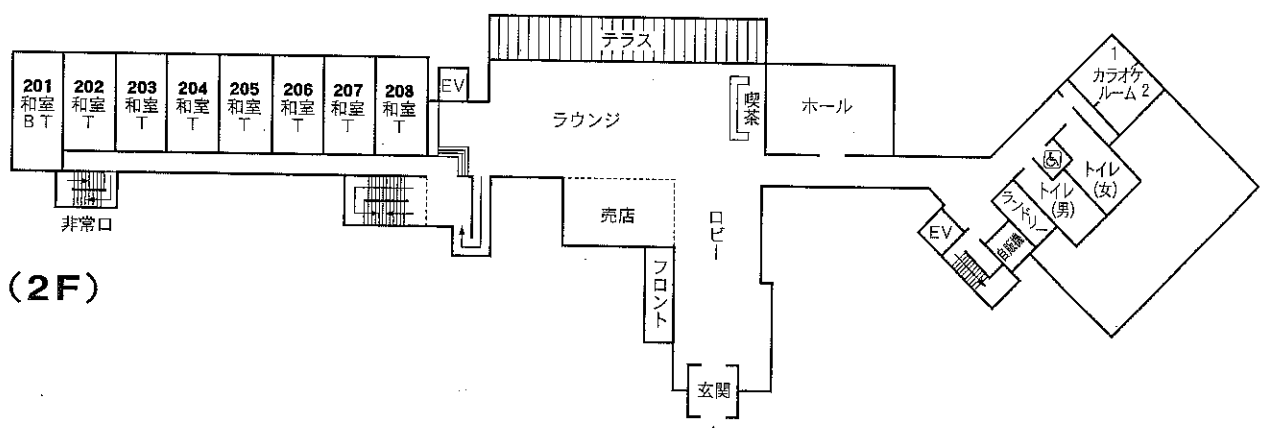 テラス
201
和室
B T
202
和室
T
203
和室
T
204
和室
T
205
和室
T
206
和室
T
207
和室
T
208
和室
T
EV
ラウンジ
喫茶
ホール
1
カラオケ
ルーム 2
トイレ
(女)
トイレ
(男)
ランドリー
自販機
EV
非常口
売店
ロビー
フロント
玄関
(2F)